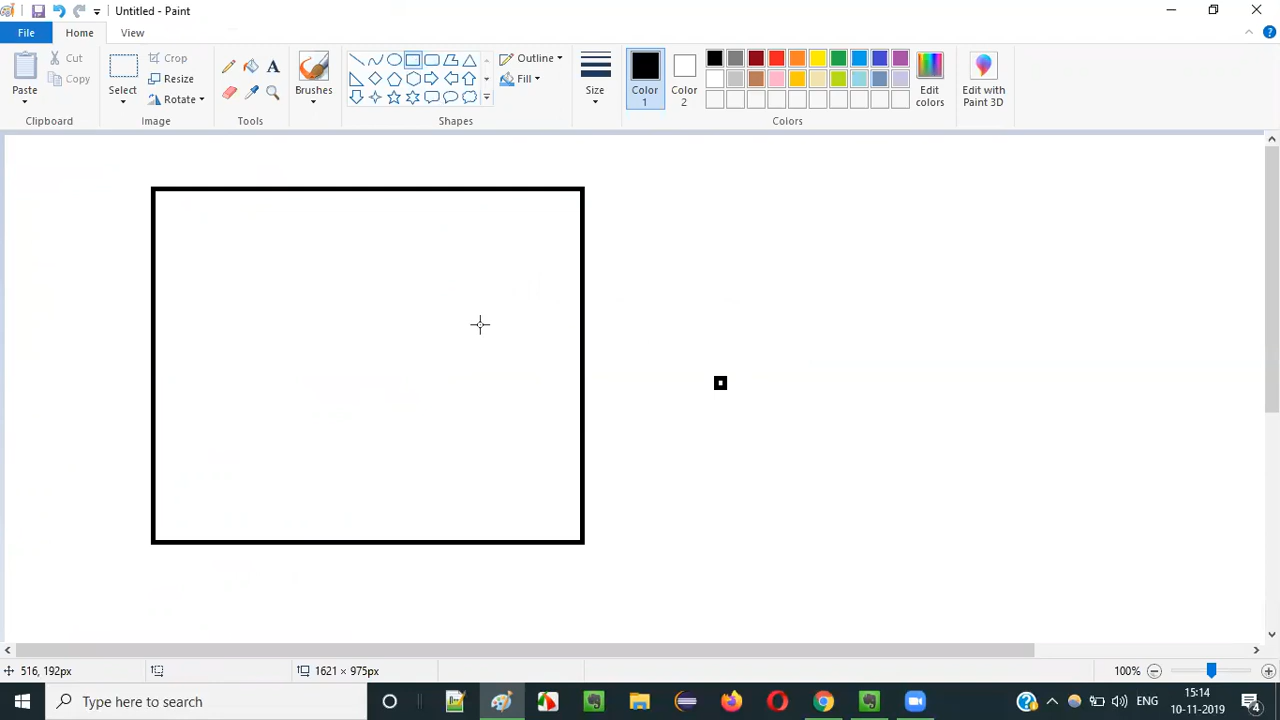 Untitled - Paint
File
Home
View
Paste
Cut
Copy
Clipboard
Select
Crop
Resize
Rotate
Image
A
Tools
Brushes
Shapes
Outline
Fill
Size
Color 1
Color 2
Edit colors
Colors
Edit with Paint 3D
516, 192px
1621 × 975px
100%
Type here to search
ENG
15:14
10-11-2019
4